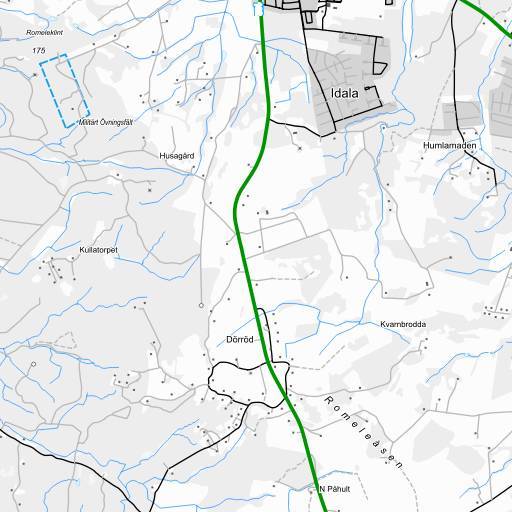 Romeleklint
175
Idala
Militärt Övningsfält
Humlamaden
Husagård
Kullatorpet
Kvarnbrodda
Dörröd
Romeleåsen
N Påhult